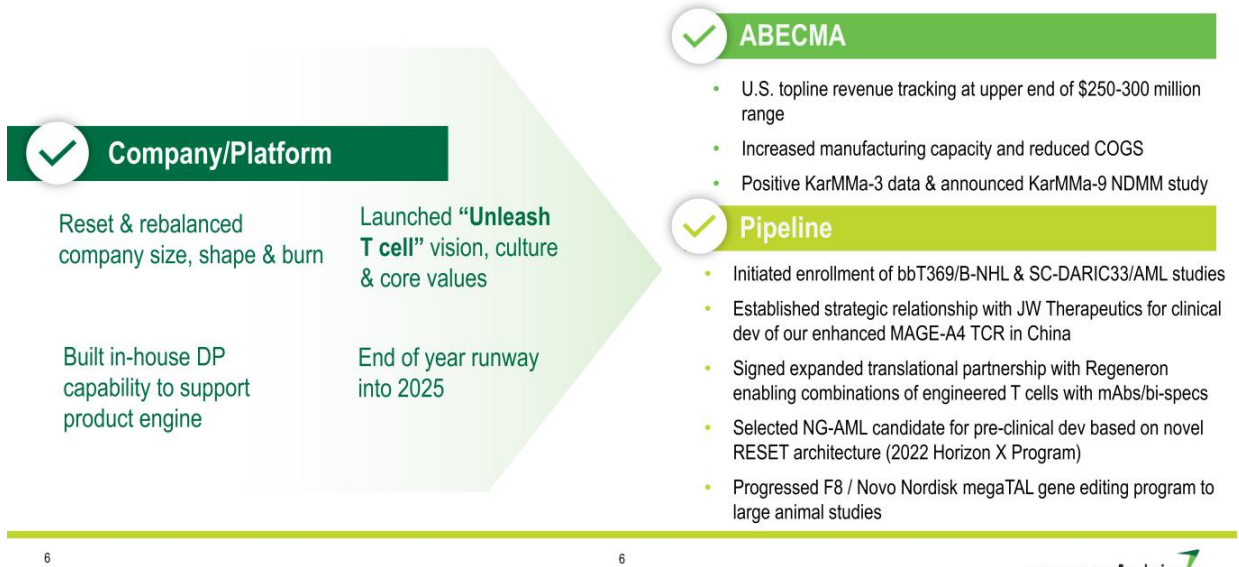 Company/Platform
Reset & rebalanced
company size, shape & burn
Launched “Unleash
T cell” vision, culture
& core values
Built in-house DP
capability to support
product engine
End of year runway
into 2025
ABECMA
• U.S. topline revenue tracking at upper end of $250-300 million
range
• Increased manufacturing capacity and reduced COGS
• Positive KarMMa-3 data & announced KarMMa-9 NDMM study
Pipeline
• Initiated enrollment of bbT369/B-NHL & SC-DARIC33/AML studies
• Established strategic relationship with JW Therapeutics for clinical
dev of our enhanced MAGE-A4 TCR in China
• Signed expanded translational partnership with Regeneron
enabling combinations of engineered T cells with mAbs/bi-specs
• Selected NG-AML candidate for pre-clinical dev based on novel
RESET architecture (2022 Horizon X Program)
• Progressed F8 / Novo Nordisk megaTAL gene editing program to
large animal studies
6
6